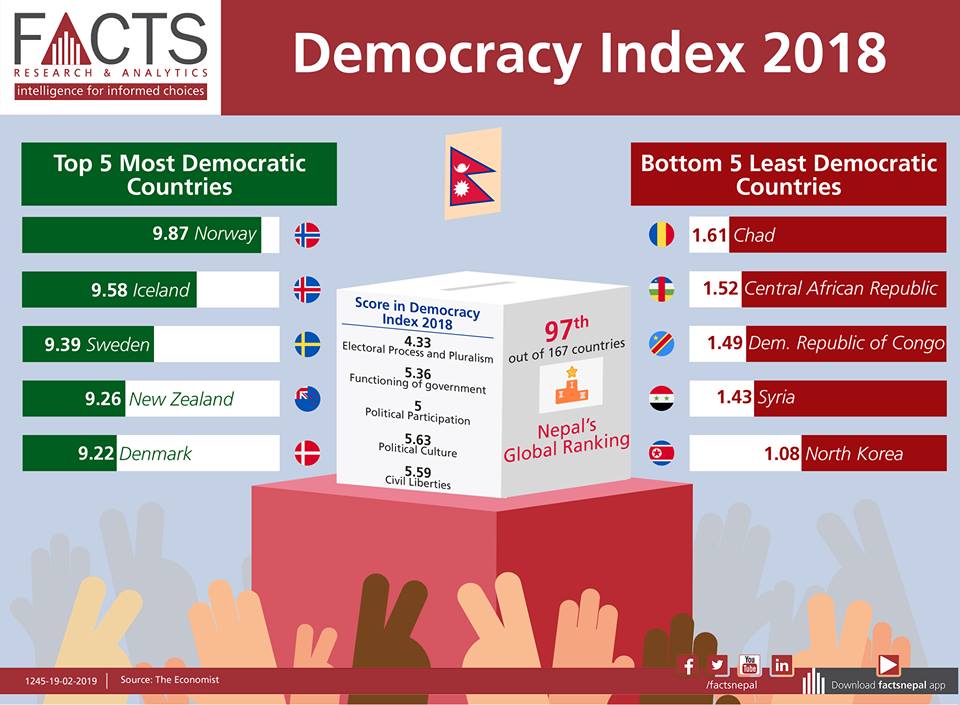 FACTS
RESEARCH & ANALYTICS
intelligence for informed choices
Democracy Index 2018
Top 5 Most Democratic
Countries
9.87 Norway
9.58 Iceland
9.39 Sweden
9.26 New Zealand
9.22 Denmark
Score in Democracy
Index 2018
4.33
Electoral Process and Pluralism
5.36
Functioning of government
5
Political Participation
5.63
Political Culture
5.59
Civil Liberties
97th
out of 167 countries
Nepal's
Global Ranking
Bottom 5 Least Democratic
Countries
1.61 Chad
1.52 Central African Republic
1.49 Dem. Republic of Congo
1.43 Syria
1.08 North Korea
1245-19-02-2019
Source: The Economist
You
Tube
in
/factsnepal
Download factsnepal app